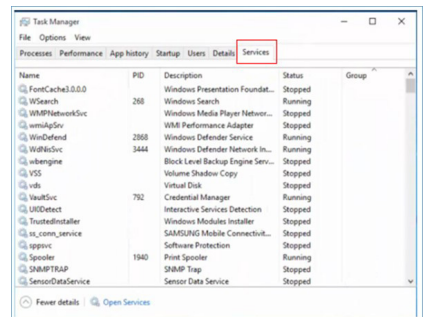 Task Manager
File Options View
Processes Performance App history Startup Users Details Services
Name PID Description Status Group
FontCache3.0.0.0 Windows Presentation Foundat... Stopped
WSearch 268 Windows Search Running
WMPNetworkSvc Windows Media Player Networ... Stopped
wmiApSrv WMI Performance Adapter Stopped
WinDefend 2868 Windows Defender Service Running
WdNisSvc 3444 Windows Defender Network In... Running
wbengine Block Level Backup Engine Serv... Stopped
VSS Volume Shadow Copy Stopped
vds Virtual Disk Stopped
VaultSvc 792 Credential Manager Running
UI0Detect Interactive Services Detection Stopped
TrustedInstaller Windows Modules Installer Stopped
ss_conn_service SAMSUNG Mobile Connectivit... Stopped
sppsvc Software Protection Stopped
Spooler 1940 Print Spooler Running
SNMPTRAP SNMP Trap Stopped
SensorDataService Sensor Data Service Stopped
Fewer details Open Services